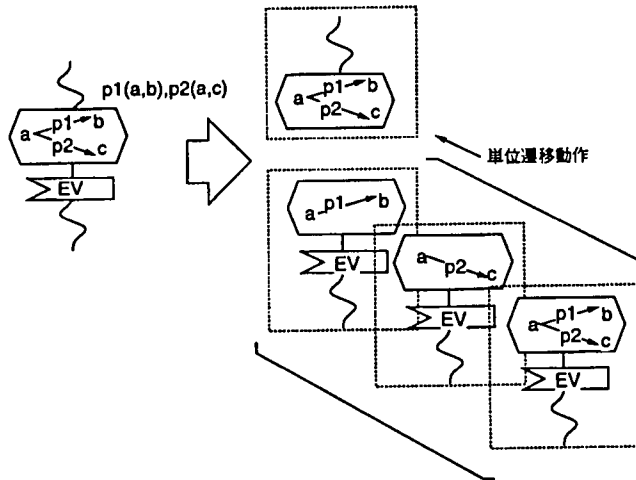 p1(a,b),p2(a,c)
a p1 b
p2 c
EV
a p1 b
p2 c
単位遷移動作
a p1 b
EV
a p2 c
EV
a p1 b
p2 c
EV